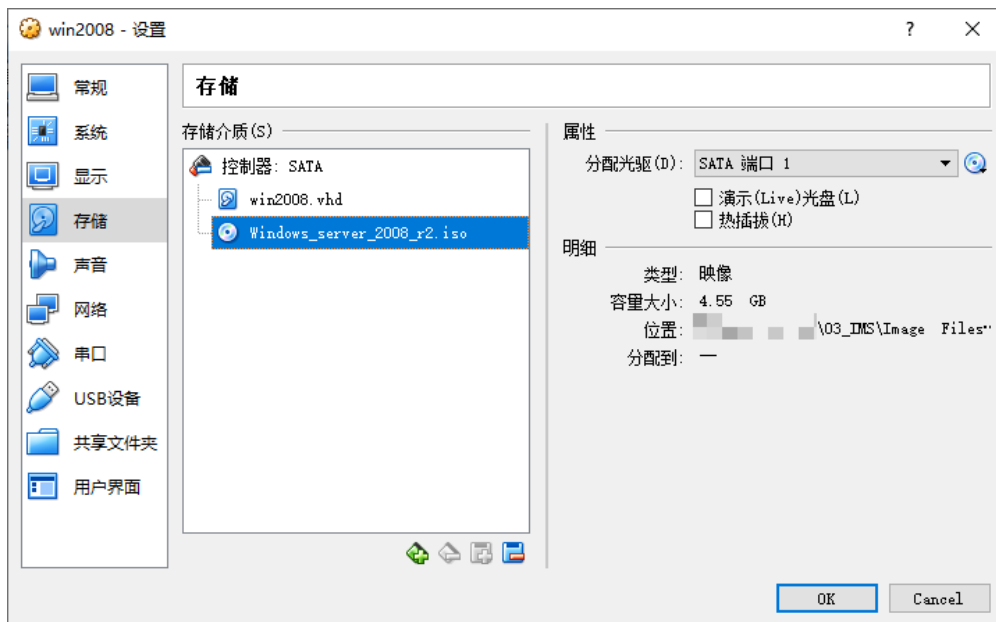 win2008 - 设置
?
常规
系统
显示
存储
声音
网络
串口
USB设备
共享文件夹
用户界面
存储
存储介质(S)
控制器: SATA
win2008.vhd
Windows_server_2008_r2.iso
属性
分配光驱(D): SATA 端口 1
演示(Live)光盘(L)
热插拔(H)
明细
类型: 映像
容量大小: 4.55 GB
位置: \03_IMS\Image Files…
分配到: —
OK
Cancel